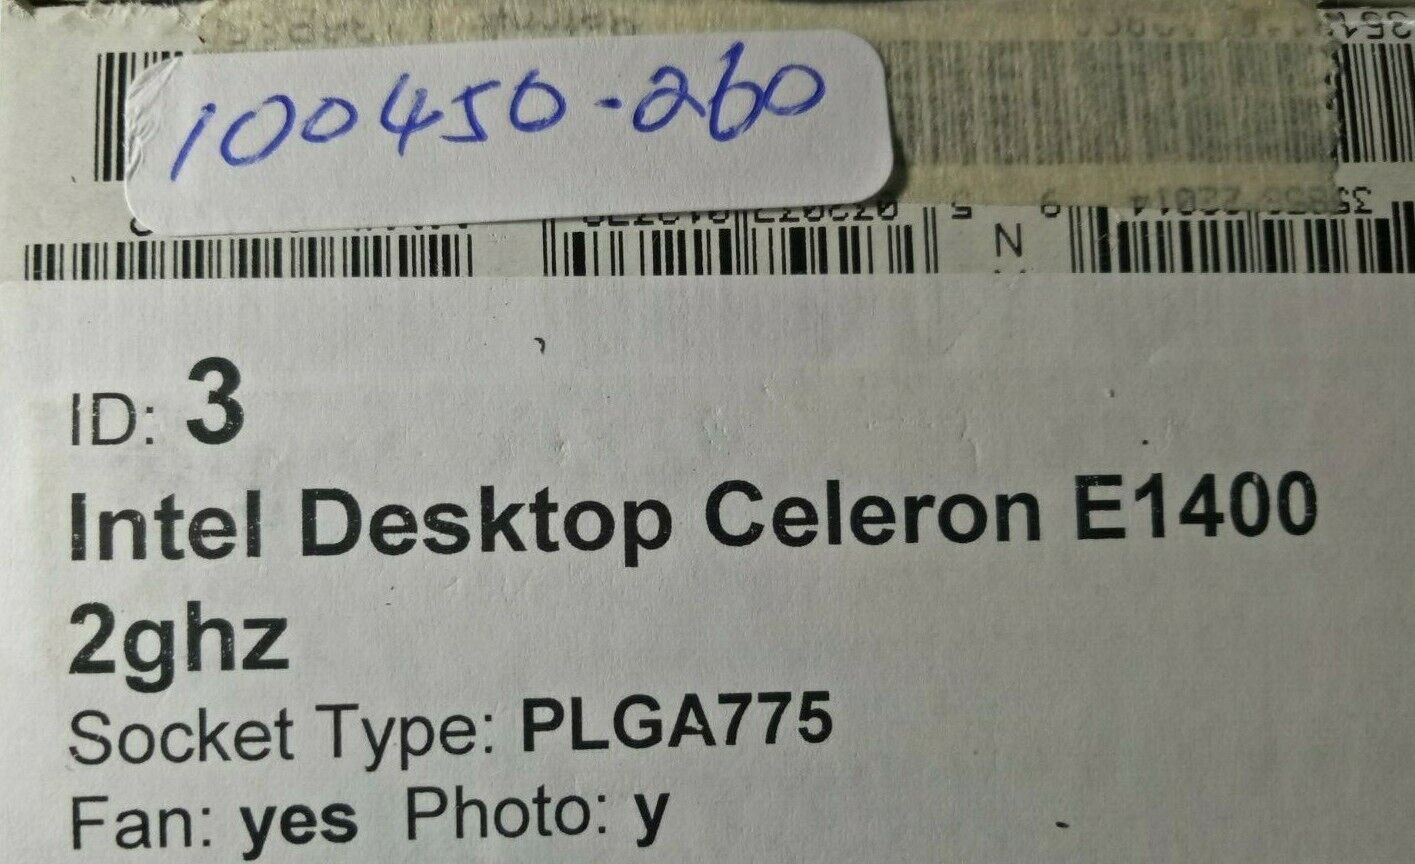 100450-260
N
ID: 3
Intel Desktop Celeron E1400
2ghz
Socket Type: PLGA775
Fan: yes Photo: y